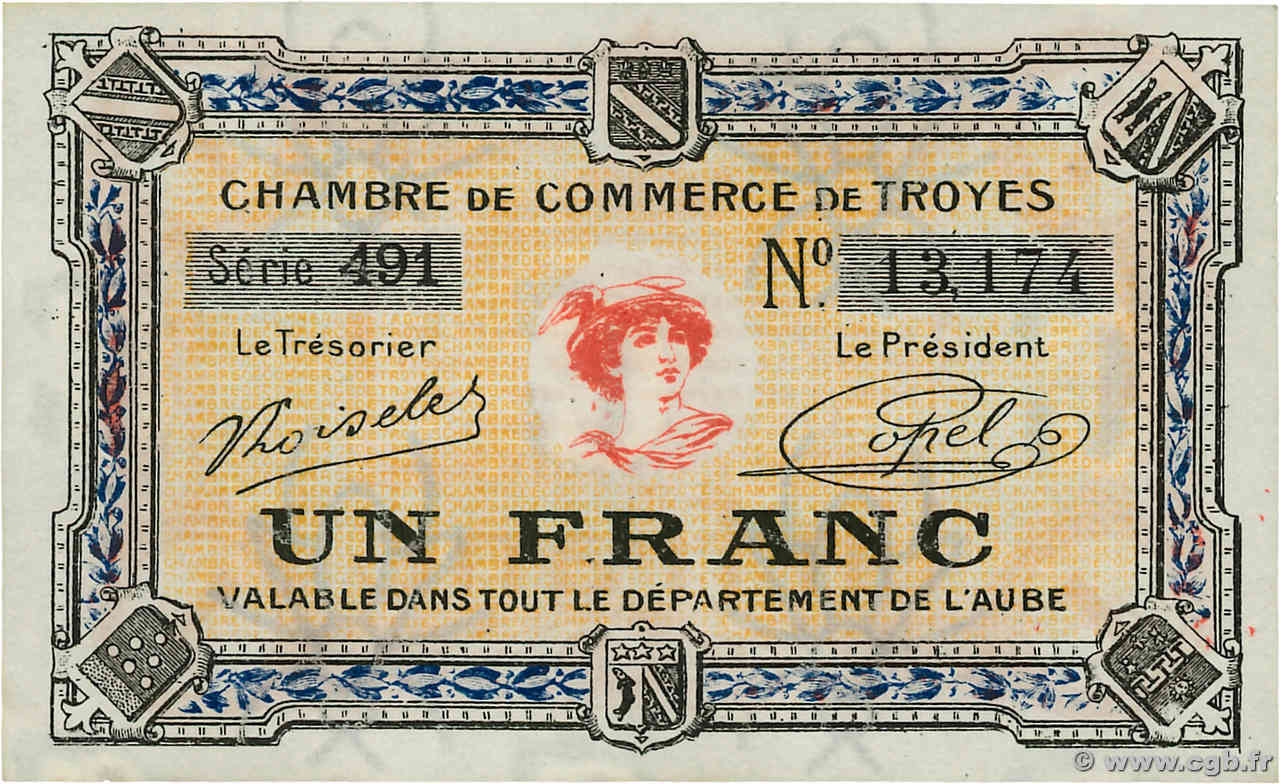 CHAMBRE DE COMMERCE DE TROYES
Série 491 No. 13,174
Le Trésorier Le Président
UN FRANC
VALABLE DANS TOUT LE DÉPARTEMENT DE L'AUBE
© www.cgb.fr